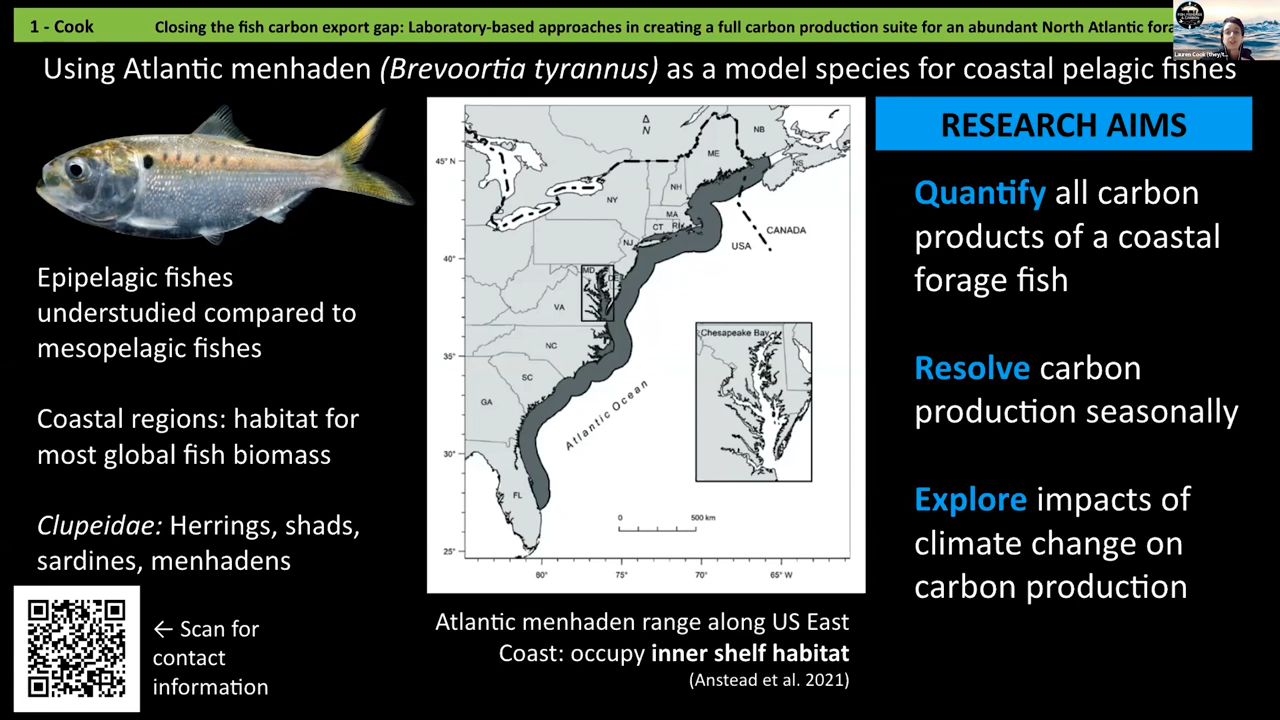 1 - Cook
Closing the fish carbon export gap: Laboratory-based approaches in creating a full carbon production suite for an abundant North Atlantic
Lauren Cook
Using Atlantic menhaden (Brevoortia tyrannus) as a model species for coastal pelagic fishes
Epipelagic fishes
understudied compared to
mesopelagic fishes
Coastal regions: habitat for
most global fish biomass
Clupeidae: Herrings, shads,
sardines, menhadens
← Scan for
contact
information
N
NB
45° N
ME
NS
NH
NY
MA
CT
RI
CANADA
NJ
USA
40°
MD
DE
VA
Chesapeake Bay
35°
NC
SC
GA
Atlantic Ocean
30°
FL
0
500 km
25°
80°
75°
70°
65° W
Atlantic menhaden range along US East
Coast: occupy inner shelf habitat
(Anstead et al. 2021)
RESEARCH AIMS
Quantify all carbon
products of a coastal
forage fish
Resolve carbon
production seasonally
Explore impacts of
climate change on
carbon production